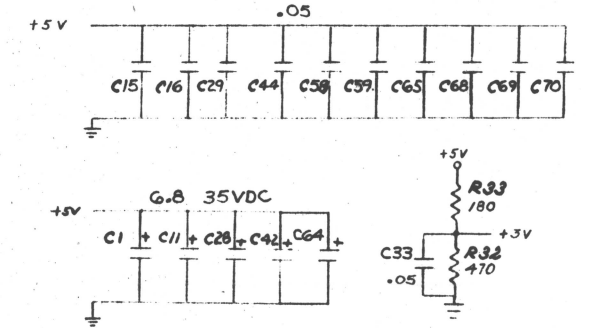 .05
+5V
C15 C16 C29 C44 C58 C59. C65 C68 C69 C70
+5V 6.8 35VDC
C1 + C11 + C28 + C42 + C64 +
+5V
R33
180
+3V
C33 R32
.05 470